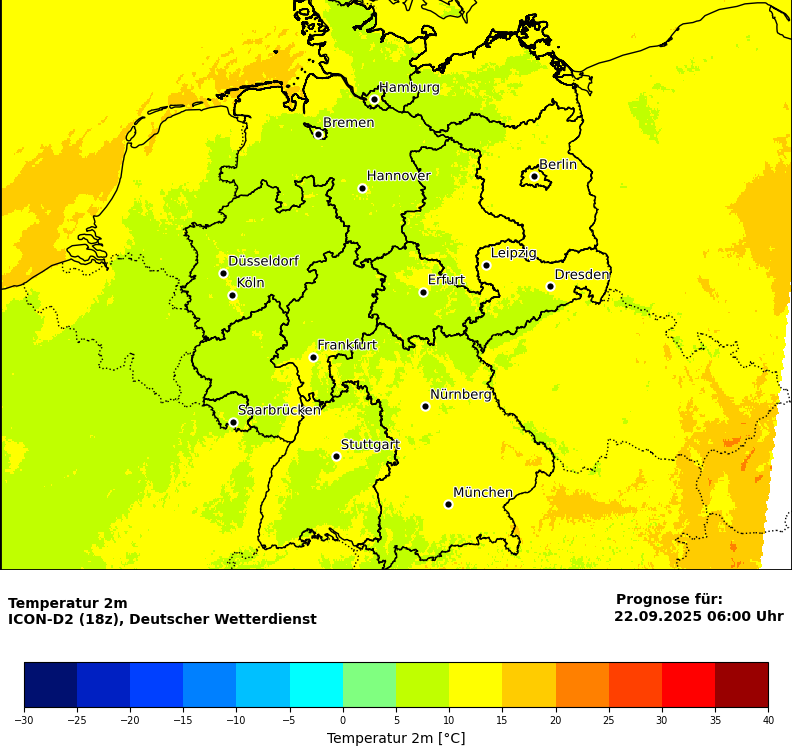 Hamburg
Bremen
Berlin
Hannover
Leipzig
Düsseldorf
Dresden
Köln
Erfurt
Frankfurt
Nürnberg
Saarbrücken
Stuttgart
München
Temperatur 2m
ICON-D2 (18z), Deutscher Wetterdienst
Prognose für:
22.09.2025 06:00 Uhr
−30 −25 −20 −15 −10 −5 0 5 10 15 20 25 30 35 40
Temperatur 2m [°C]